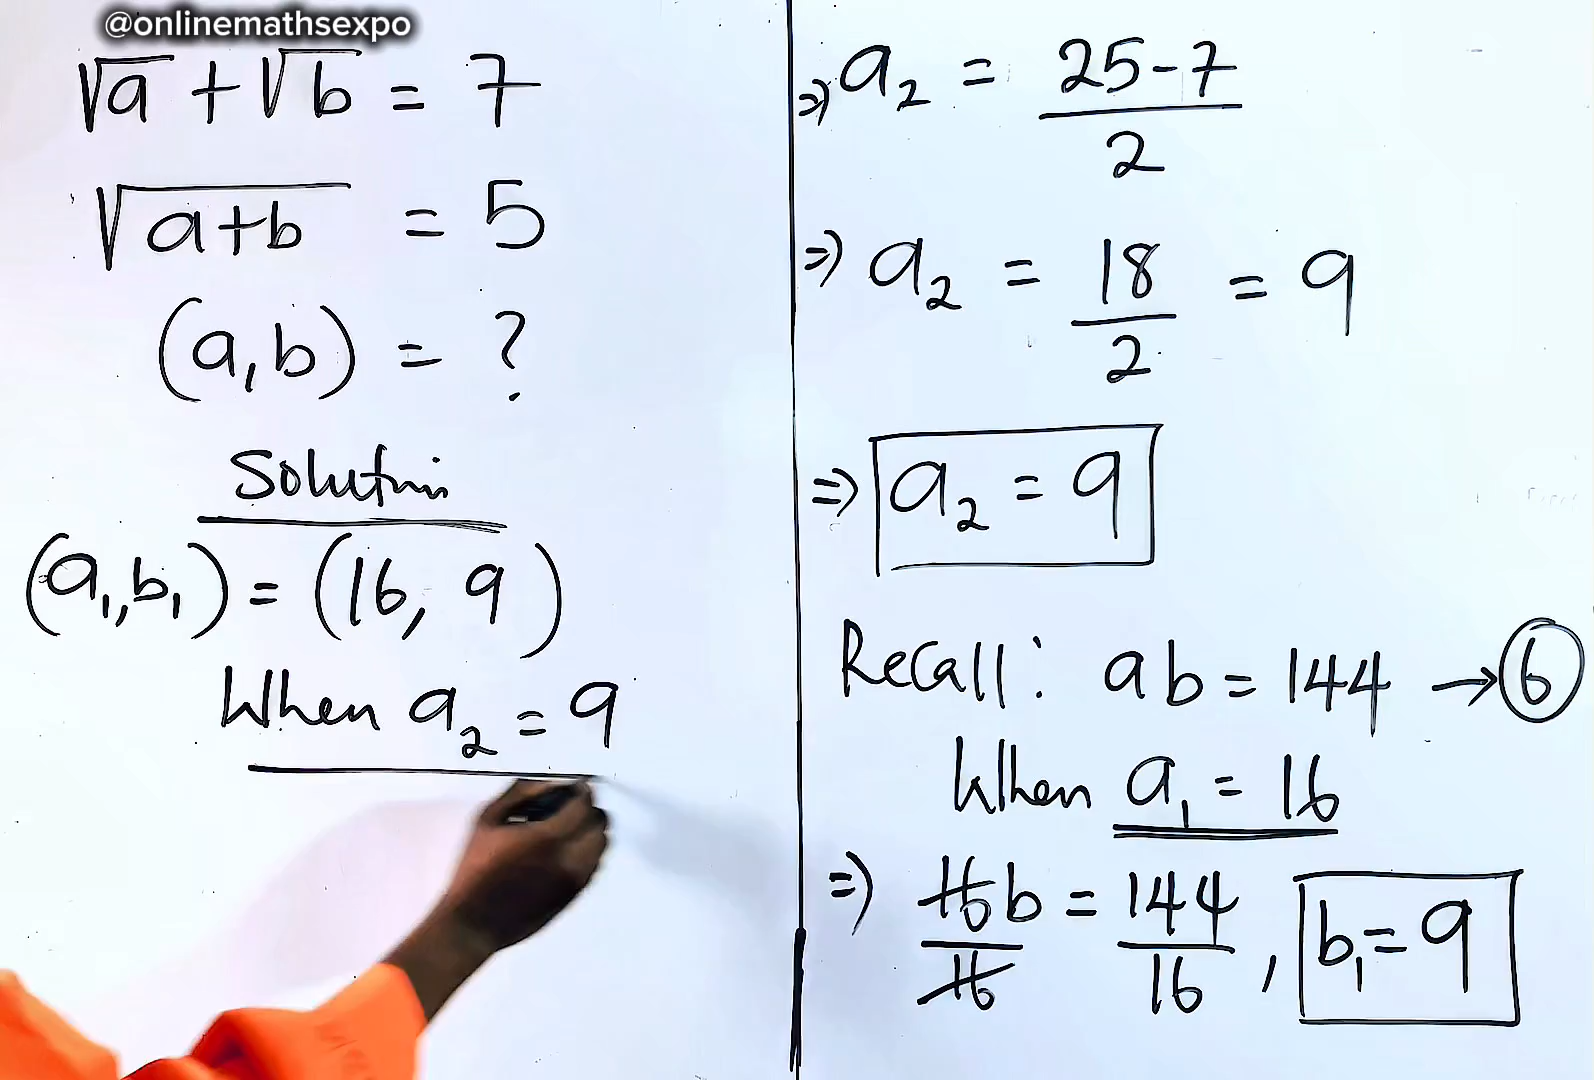 @onlinemathsexpo
√a + √b = 7
√(a+b) = 5
(a,b) = ?
Solution
(a₁,b₁) = (16, 9)
When a₂ = 9
⇒ a₂ = (25-7)/2
⇒ a₂ = 18/2 = 9
⇒ a₂ = 9
Recall: ab = 144 → ⑥
When a₁ = 16
⇒ 16b/16 = 144/16, b₁ = 9